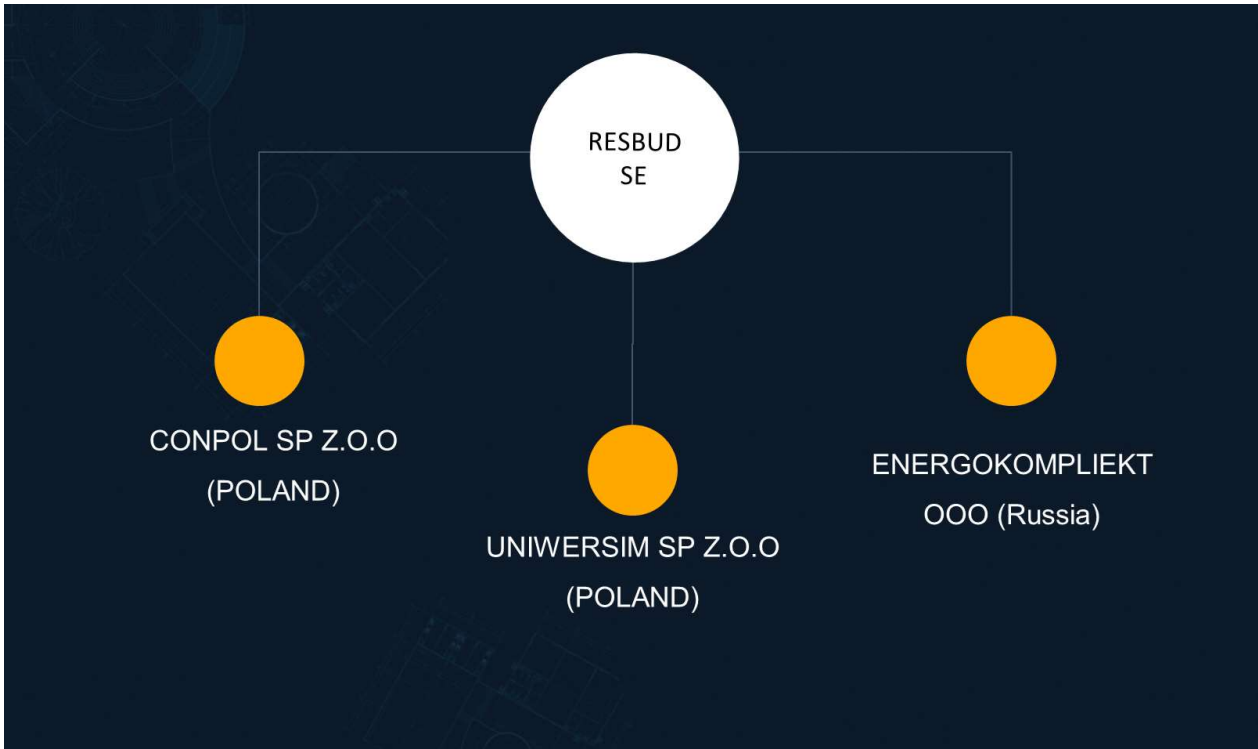 RESBUD
SE
CONPOL SP Z.O.O
(POLAND)
UNIWERSIM SP Z.O.O
(POLAND)
ENERGOKOMPLIEKT
OOO (Russia)